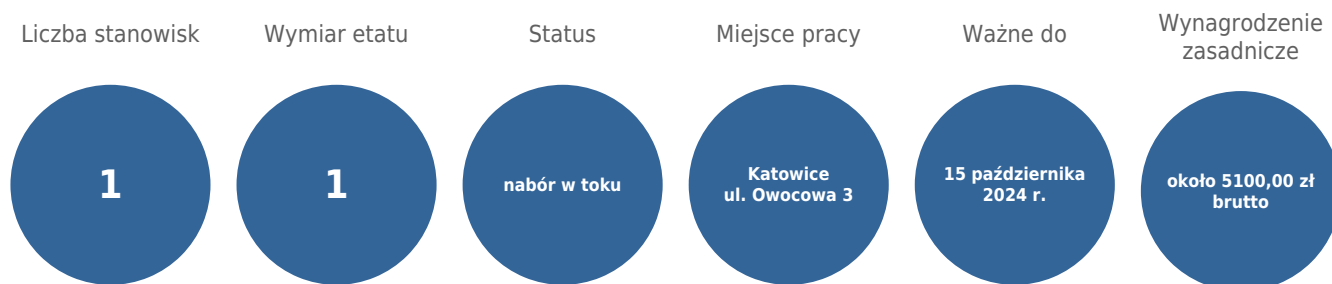 Liczba stanowisk
1
Wymiar etatu
1
Status
nabór w toku
Miejsce pracy
Katowice
ul. Owocowa 3
Ważne do
15 października
2024 r.
Wynagrodzenie
zasadnicze
około 5100,00 zł
brutto